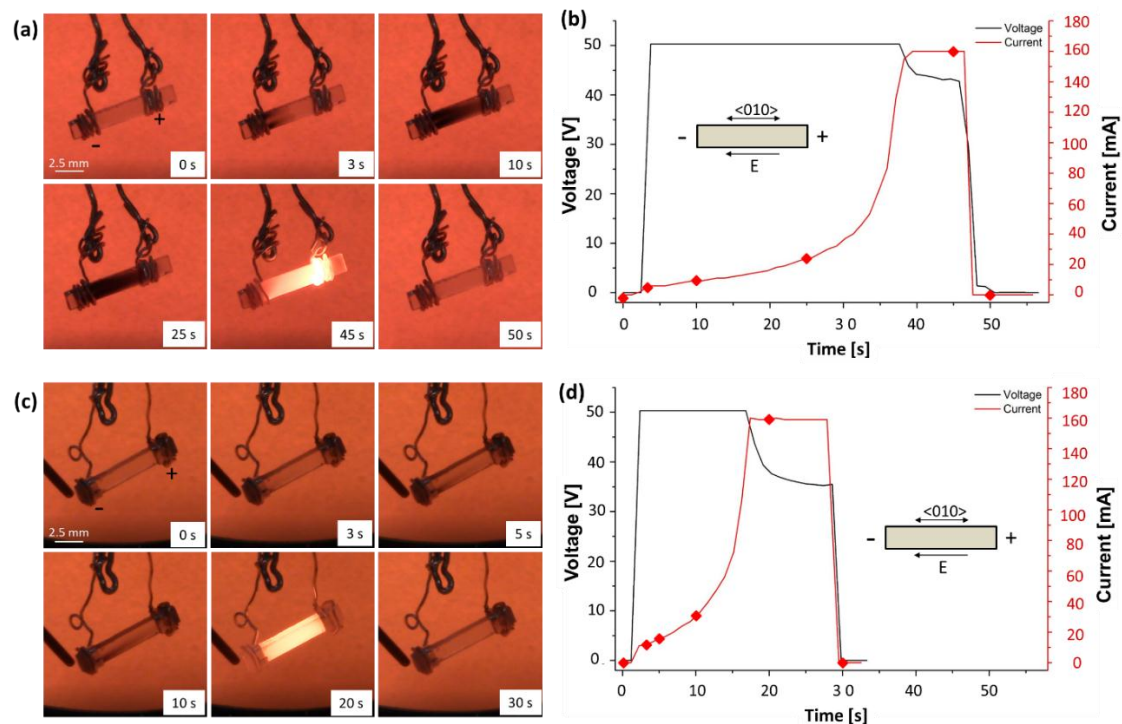 (a)
+
-
2.5 mm
0 s
3 s
10 s
25 s
45 s
50 s
(b)
Voltage
Current
50
40
30
20
10
0
Voltage [V]
180
160
140
120
100
80
60
40
20
0
Current [mA]
<010>
- +
E
0 10 20 3 0 40 50
Time [s]
(c)
+
-
2.5 mm
0 s
3 s
5 s
10 s
20 s
30 s
(d)
Voltage
Current
50
40
30
20
10
0
Voltage [V]
180
160
140
120
100
80
60
40
20
0
Current [mA]
<010>
- +
E
0 10 20 3 0 40 50
Time [s]